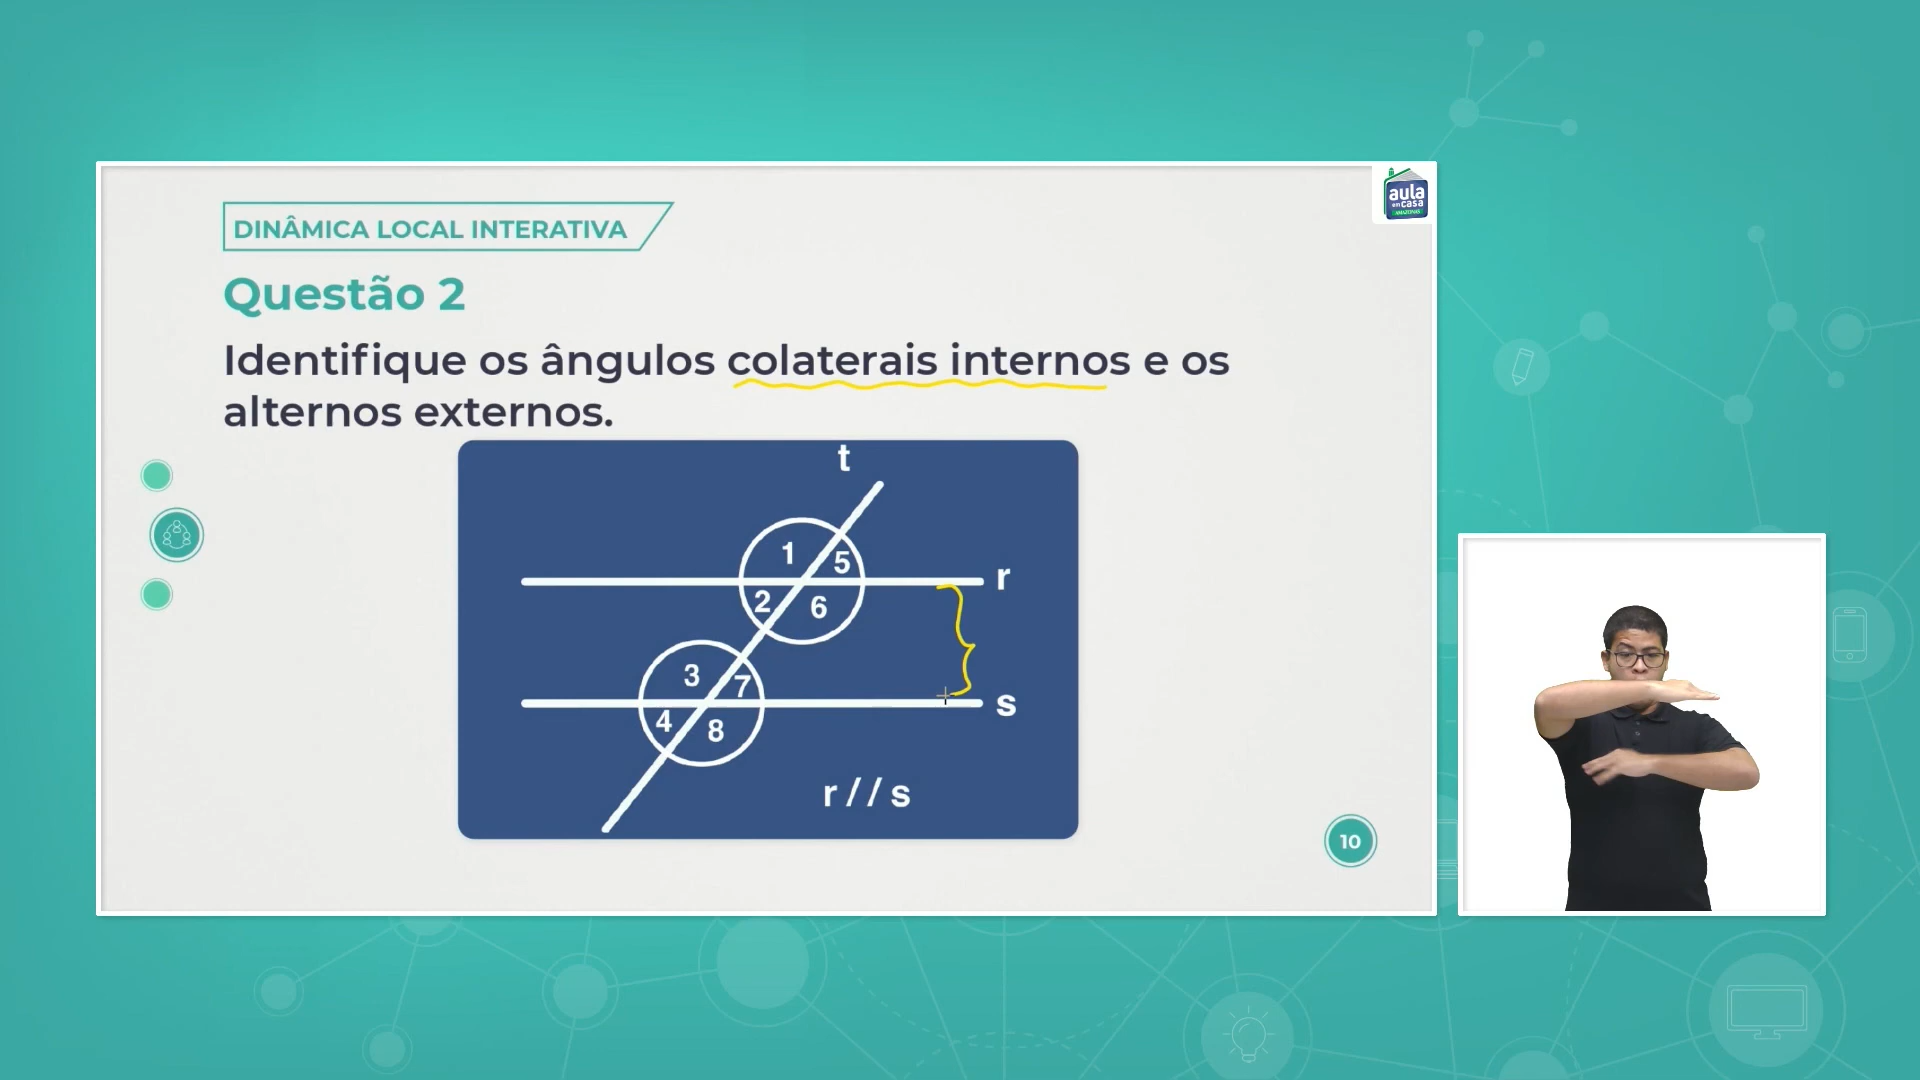 aula
em casa
AMAZONAS
DINÂMICA LOCAL INTERATIVA
Questão 2
Identifique os ângulos colaterais internos e os
alternos externos.
t
1
5
r
2
6
3
7
s
4
8
r // s
10